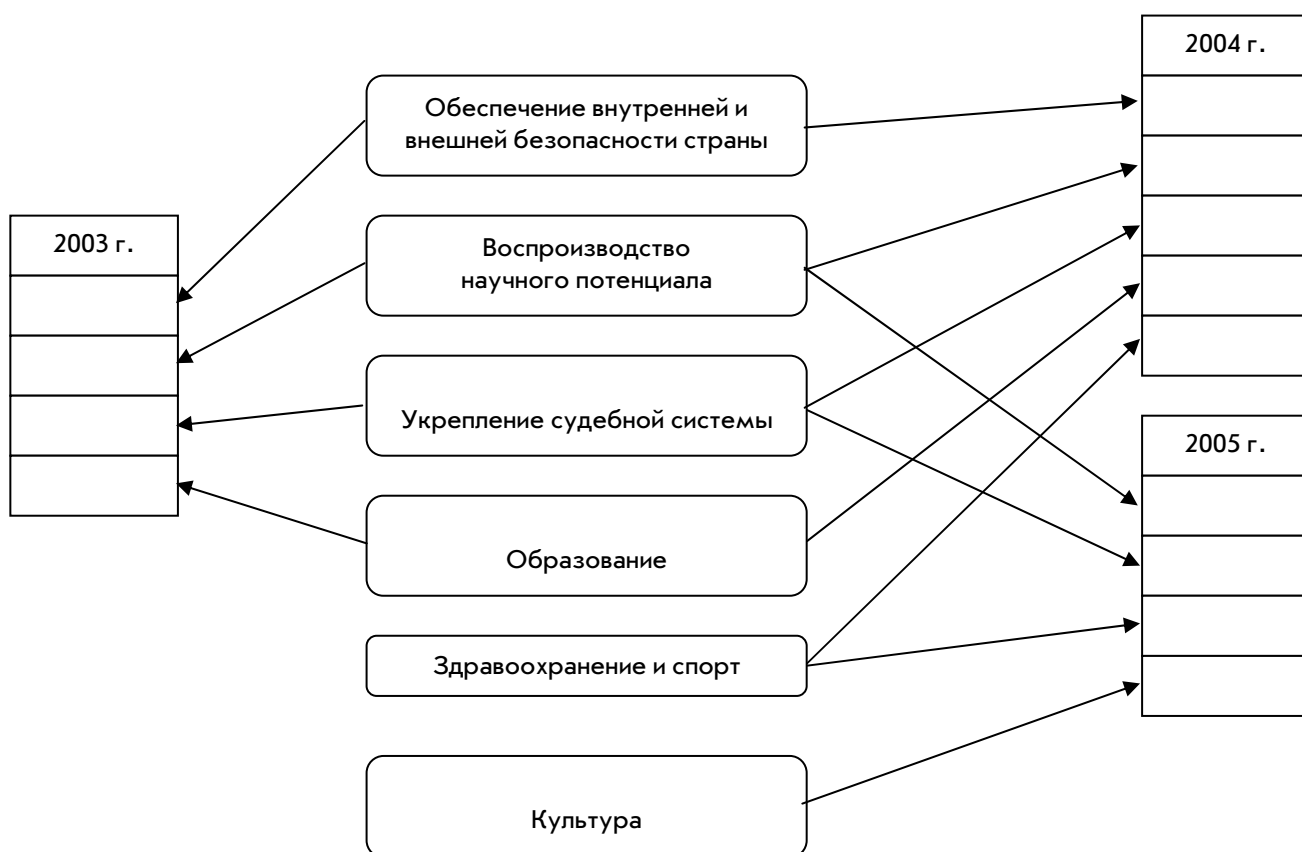 2004 г.
Обеспечение внутренней и
внешней безопасности страны
2003 г.
Воспроизводство
научного потенциала
Укрепление судебной системы
2005 г.
Образование
Здравоохранение и спорт
Культура